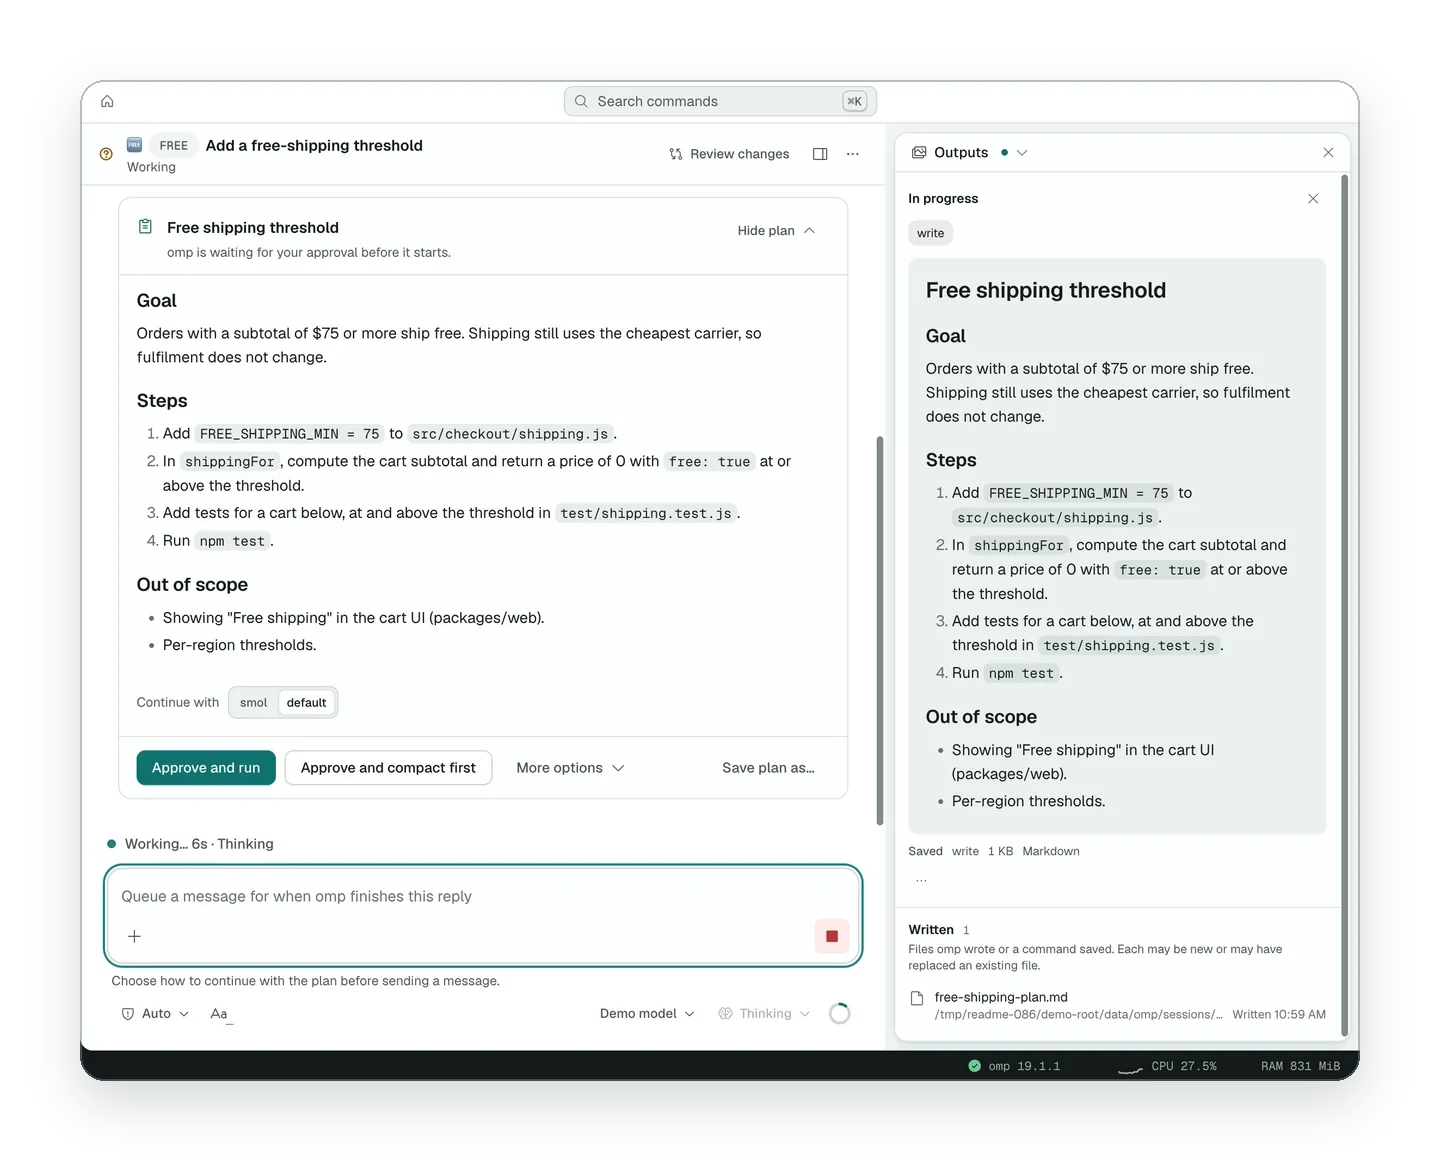 Search commands
⌘K
FREE
FREE
Add a free-shipping threshold
Working
Review changes
Free shipping threshold
omp is waiting for your approval before it starts.
Hide plan
Goal
Orders with a subtotal of $75 or more ship free. Shipping still uses the cheapest carrier, so
fulfilment does not change.
Steps
1. Add FREE_SHIPPING_MIN = 75 to src/checkout/shipping.js.
2. In shippingFor, compute the cart subtotal and return a price of 0 with free: true at or
above the threshold.
3. Add tests for a cart below, at and above the threshold in test/shipping.test.js.
4. Run npm test.
Out of scope
• Showing "Free shipping" in the cart UI (packages/web).
• Per-region thresholds.
Continue with smol default
Approve and run
Approve and compact first
More options
Save plan as...
Working... 6s · Thinking
Queue a message for when omp finishes this reply
Choose how to continue with the plan before sending a message.
Auto
Aa_
Demo model
Thinking
Outputs
In progress
write
Free shipping threshold
Goal
Orders with a subtotal of $75 or more ship free.
Shipping still uses the cheapest carrier, so fulfilment
does not change.
Steps
1. Add FREE_SHIPPING_MIN = 75 to
src/checkout/shipping.js.
2. In shippingFor, compute the cart subtotal and
return a price of 0 with free: true at or above
the threshold.
3. Add tests for a cart below, at and above the
threshold in test/shipping.test.js.
4. Run npm test.
Out of scope
• Showing "Free shipping" in the cart UI
(packages/web).
• Per-region thresholds.
Saved write 1 KB Markdown
...
Written 1
Files omp wrote or a command saved. Each may be new or may have
replaced an existing file.
free-shipping-plan.md
/tmp/readme-086/demo-root/data/omp/sessions/... Written 10:59 AM
omp 19.1.1
CPU 27.5%
RAM 831 MiB